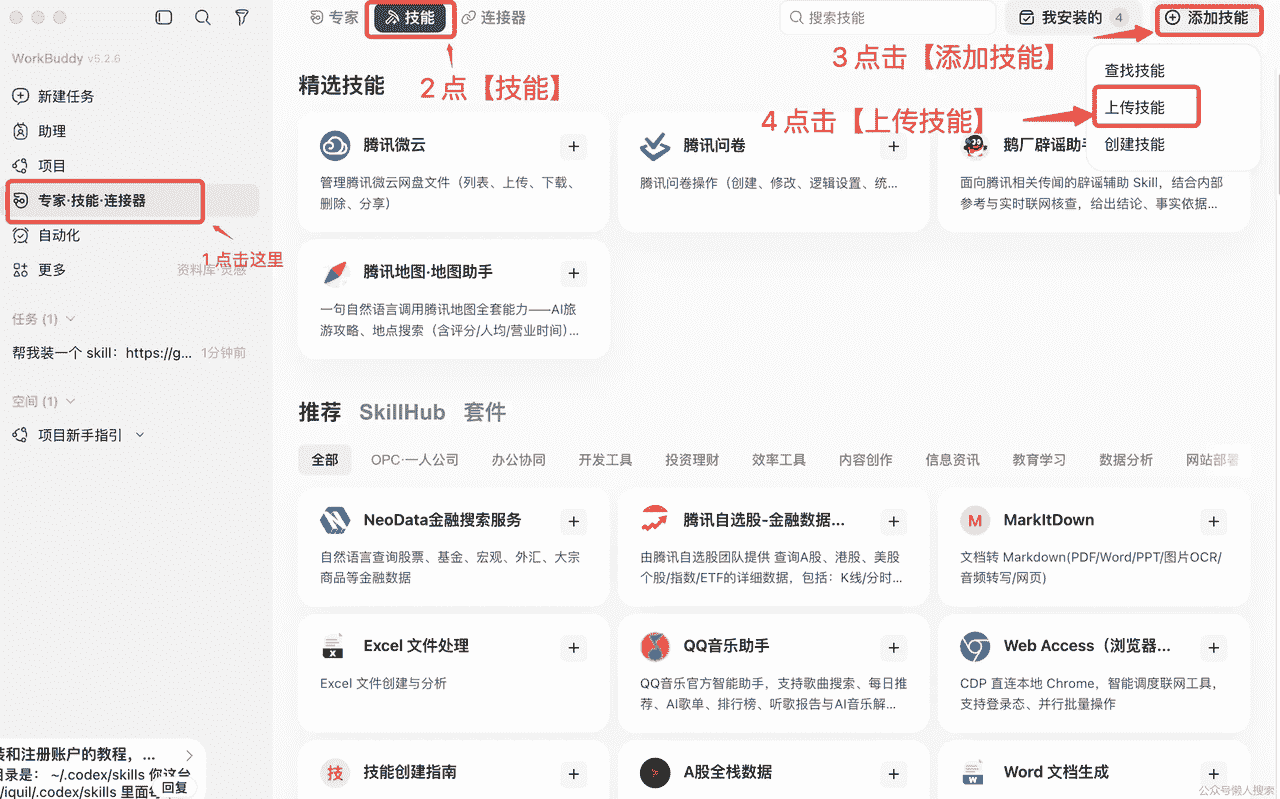 专家
技能
连接器
搜索技能
我安装的 4
添加技能
WorkBuddy v5.2.6
新建任务
助理
项目
专家·技能·连接器
自动化
更多
资料库·灵感
任务 (1)
帮我装一个 skill：https://g...
1分钟前
空间 (1)
项目新手指引
1 点击这里
2 点【技能】
3 点击【添加技能】
4 点击【上传技能】
查找技能
上传技能
创建技能
精选技能
腾讯微云
管理腾讯微云网盘文件（列表、上传、下载、
删除、分享）
腾讯问卷
腾讯问卷操作（创建、修改、逻辑设置、统...
鹅厂辟谣助
面向腾讯相关传闻的辟谣辅助 Skill，结合内部
参考与实时联网核查，给出结论、事实依据...
腾讯地图·地图助手
一句自然语言调用腾讯地图全套能力——AI旅
游攻略、地点搜索（含评分/人均/营业时间）...
推荐 SkillHub 套件
全部
OPC·一人公司
办公协同
开发工具
投资理财
效率工具
内容创作
信息资讯
教育学习
数据分析
网站部署
NeoData金融搜索服务
自然语言查询股票、基金、宏观、外汇、大宗
商品等金融数据
腾讯自选股-金融数据...
由腾讯自选股团队提供 查询A股、港股、美股
个股/指数/ETF的详细数据，包括：K线/分时...
MarkItDown
文档转 Markdown(PDF/Word/PPT/图片OCR/
音频转写/网页)
Excel 文件处理
Excel 文件创建与分析
QQ音乐助手
QQ音乐官方智能助手，支持歌曲搜索、每日推
荐、AI歌单、排行榜、听歌报告与AI音乐解...
Web Access（浏览器...
CDP 直连本地 Chrome，智能调度联网工具，
支持登录态、并行批量操作
技能创建指南
A股全栈数据
Word 文档生成
装和注册账户的教程，...
目录是： ~/.codex/skills 你这台
/iquil/.codex/skills 里面
回复
公众号懒人搜索